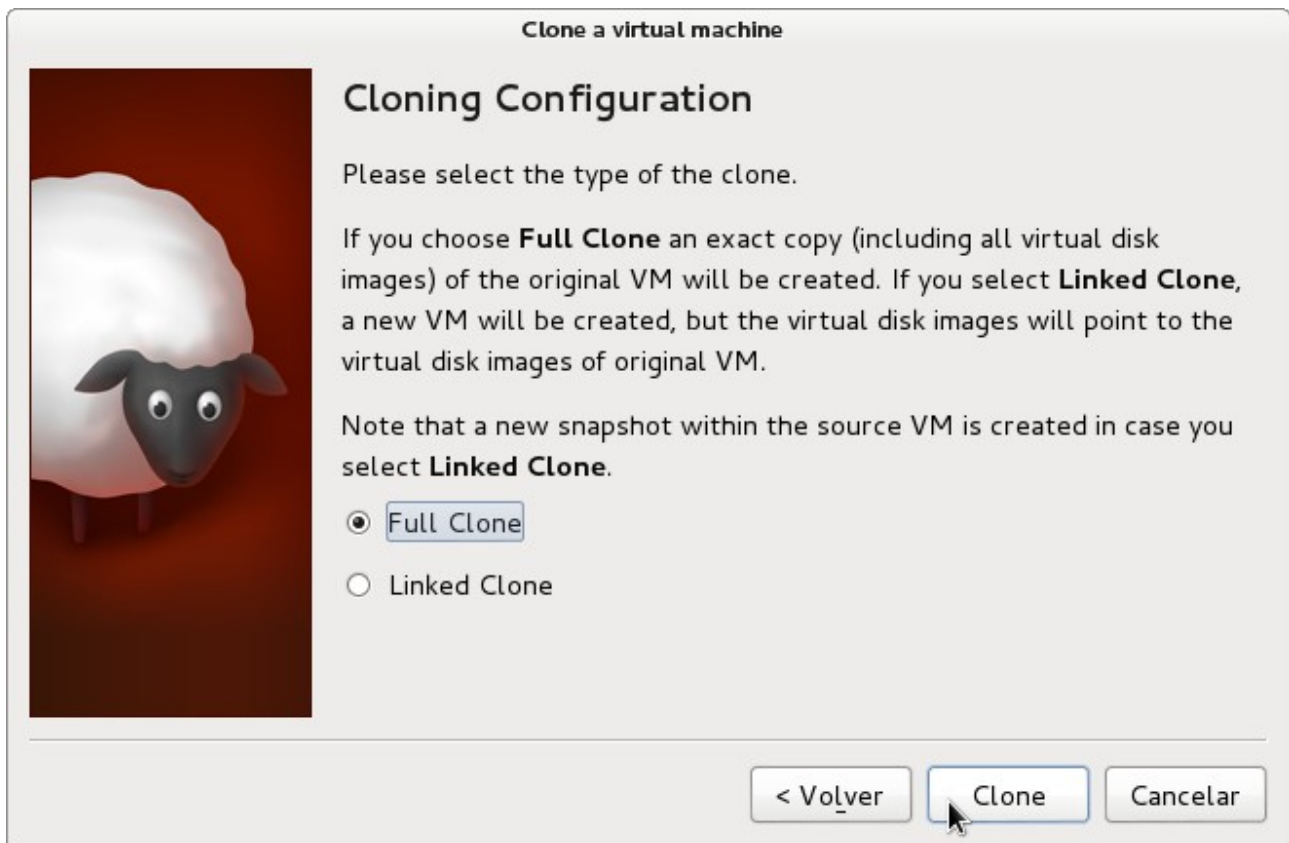 Clone a virtual machine
Cloning Configuration
Please select the type of the clone.
If you choose Full Clone an exact copy (including all virtual disk
images) of the original VM will be created. If you select Linked Clone,
a new VM will be created, but the virtual disk images will point to the
virtual disk images of original VM.
Note that a new snapshot within the source VM is created in case you
select Linked Clone.
Full Clone
Linked Clone
< Volver
Clone
Cancelar